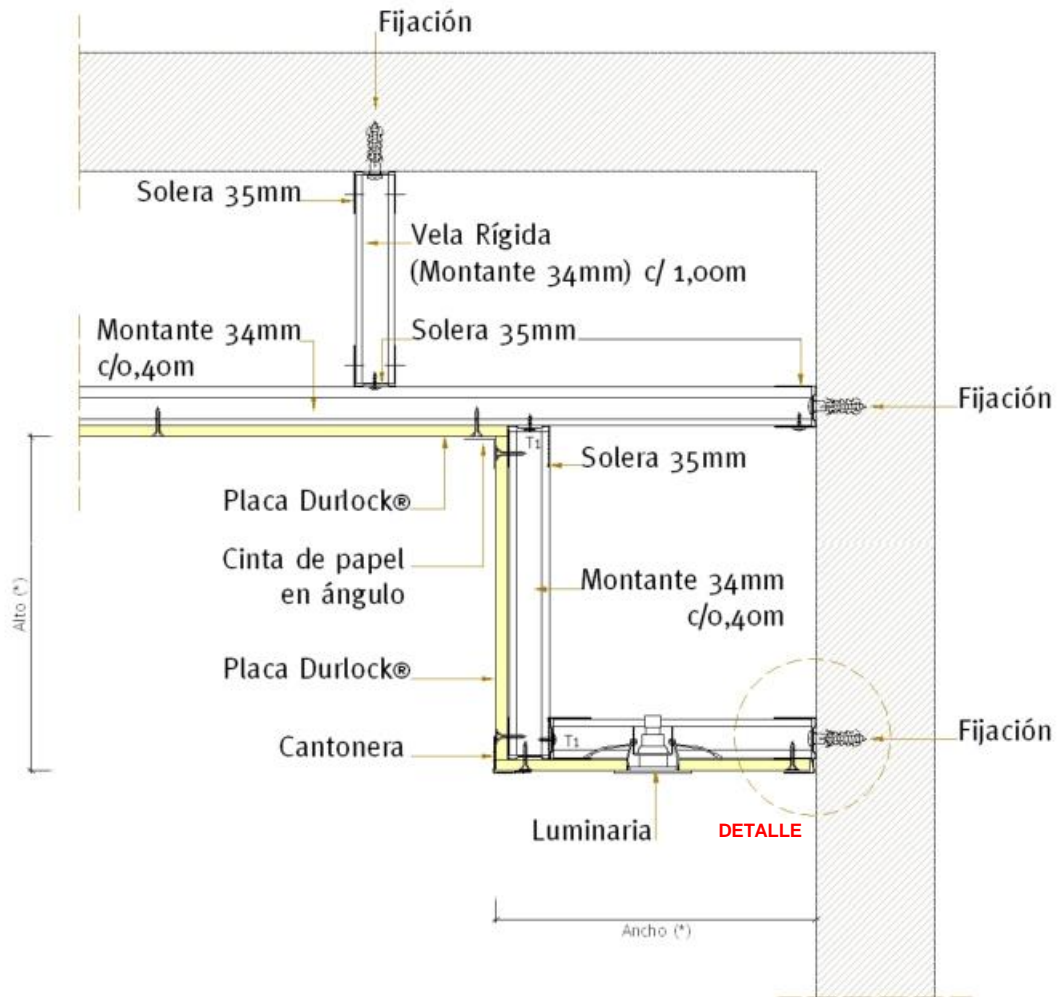 Fijación
Solera 35mm
Vela Rígida
(Montante 34mm) c/ 1,00m
Montante 34mm
c/0,40m
Solera 35mm
Fijación
T1
Solera 35mm
Placa Durlock®
Cinta de papel
en ángulo
Montante 34mm
c/0,40m
Alto (*)
Placa Durlock®
Cantonera
T1
Fijación
Luminaria
DETALLE
Ancho (*)